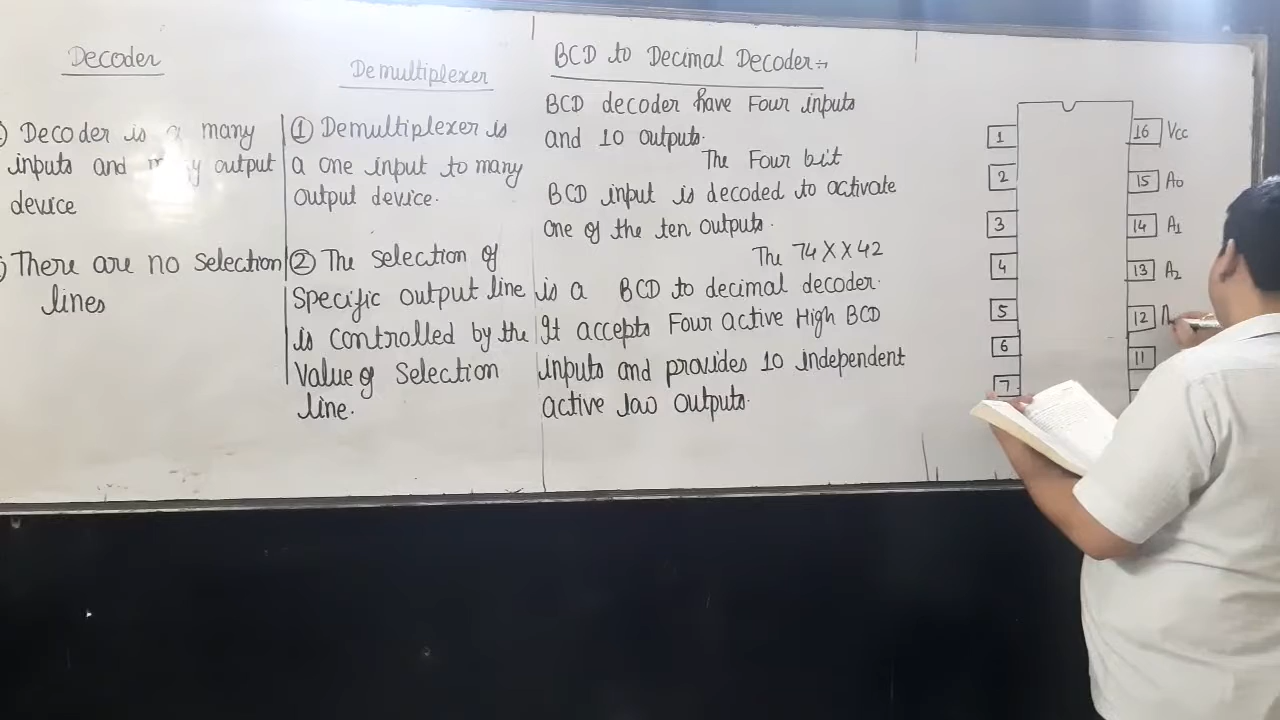 Decoder
) Decoder is a many
inputs and many output
device
) There are no selection
lines
Demultiplexer
① Demultiplexer is
a one input to many
output device.
② The selection of
specific output line
is controlled by the
value of selection
line.
BCD to Decimal Decoder:-
BCD decoder have Four inputs
and 10 outputs.
The Four bit
BCD input is decoded to activate
one of the ten outputs.
The 74XX42
is a BCD to decimal decoder.
It accepts Four active High BCD
inputs and provides 10 independent
active low outputs.
1
2
3
4
5
6
7
16 Vcc
15 A0
14 A1
13 A2
12
11